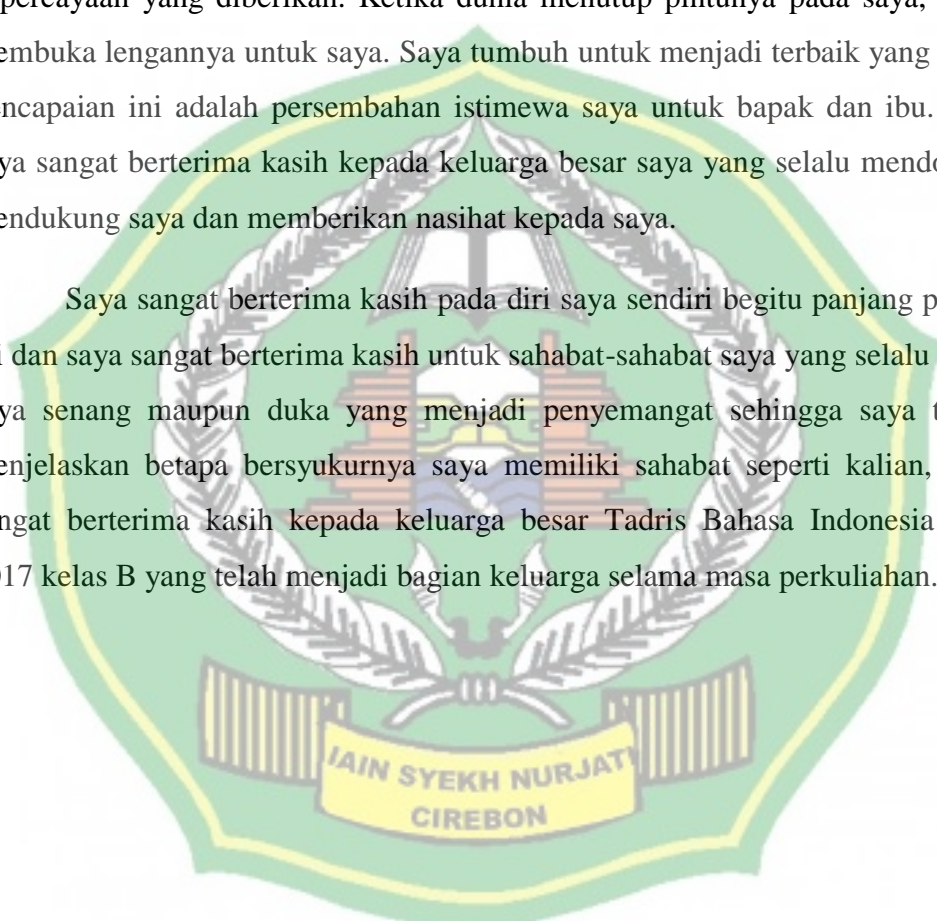 percayaan yang diberikan. Ketika dunia menutup pintunya pada saya,
embuka lengannya untuk saya. Saya tumbuh untuk menjadi terbaik yang
ncapaian ini adalah persembahan istimewa saya untuk bapak dan ibu.
ya sangat berterima kasih kepada keluarga besar saya yang selalu mendo
endukung saya dan memberikan nasihat kepada saya.
Saya sangat berterima kasih pada diri saya sendiri begitu panjang p
i dan saya sangat berterima kasih untuk sahabat-sahabat saya yang selalu
ya senang maupun duka yang menjadi penyemangat sehingga saya t
enjelaskan betapa bersyukurnya saya memiliki sahabat seperti kalian,
ngat berterima kasih kepada keluarga besar Tadris Bahasa Indonesia
017 kelas B yang telah menjadi bagian keluarga selama masa perkuliahan.
IAIN SYEKH NURJATI
CIREBON